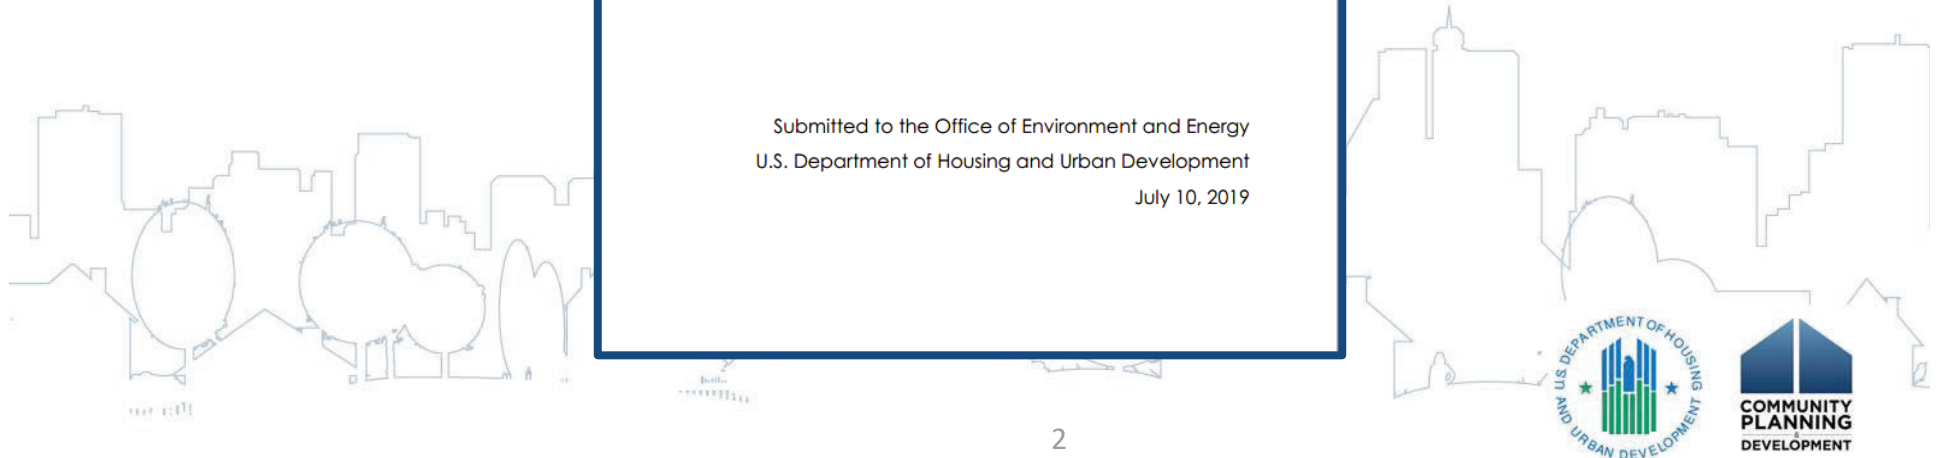 Submitted to the Office of Environment and Energy
U.S. Department of Housing and Urban Development
July 10, 2019
U.S. DEPARTMENT OF HOUSING AND URBAN DEVELOPMENT
COMMUNITY
PLANNING
&
DEVELOPMENT
2